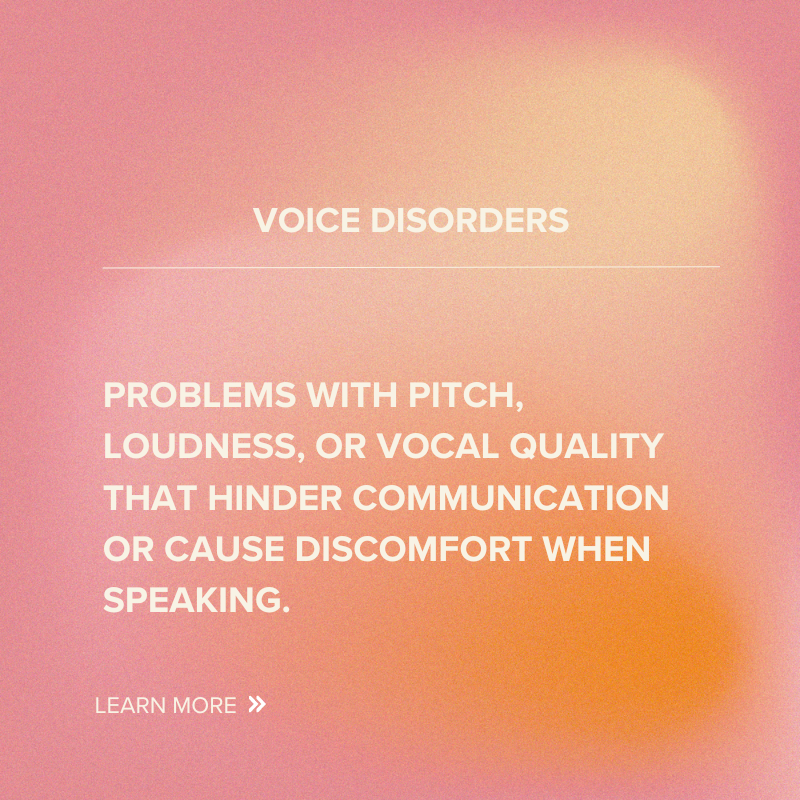 VOICE DISORDERS
PROBLEMS WITH PITCH,
LOUDNESS, OR VOCAL QUALITY
THAT HINDER COMMUNICATION
OR CAUSE DISCOMFORT WHEN
SPEAKING.
LEARN MORE »